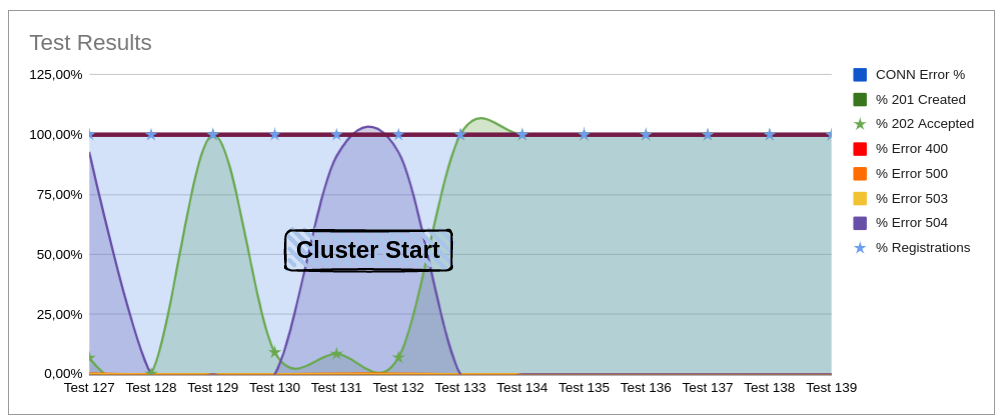 Test Results
125,00%
100,00%
75,00%
50,00%
25,00%
0,00%
Cluster Start
Test 127 Test 128 Test 129 Test 130 Test 131 Test 132 Test 133 Test 134 Test 135 Test 136 Test 137 Test 138 Test 139
CONN Error %
% 201 Created
% 202 Accepted
% Error 400
% Error 500
% Error 503
% Error 504
% Registrations